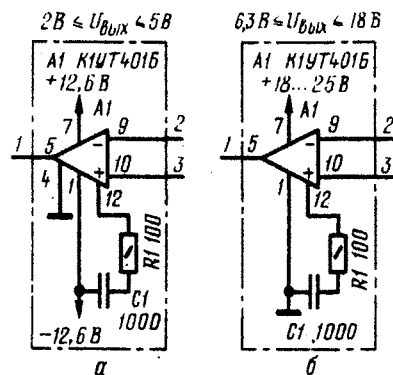 2В ≤ Uвых ≤ 5В
А1 К1УТ401Б
+12,6В
А1
7
9
2
1
5
−
10
3
4
+
1
12
R1 100
С1
1000
−12,6В
а
6,3В ≤ Uвых ≤ 18В
А1 К1УТ401Б
+18...25В
А1
7
9
2
1
5
−
10
3
+
1
12
R1 100
С1 ,1000
б